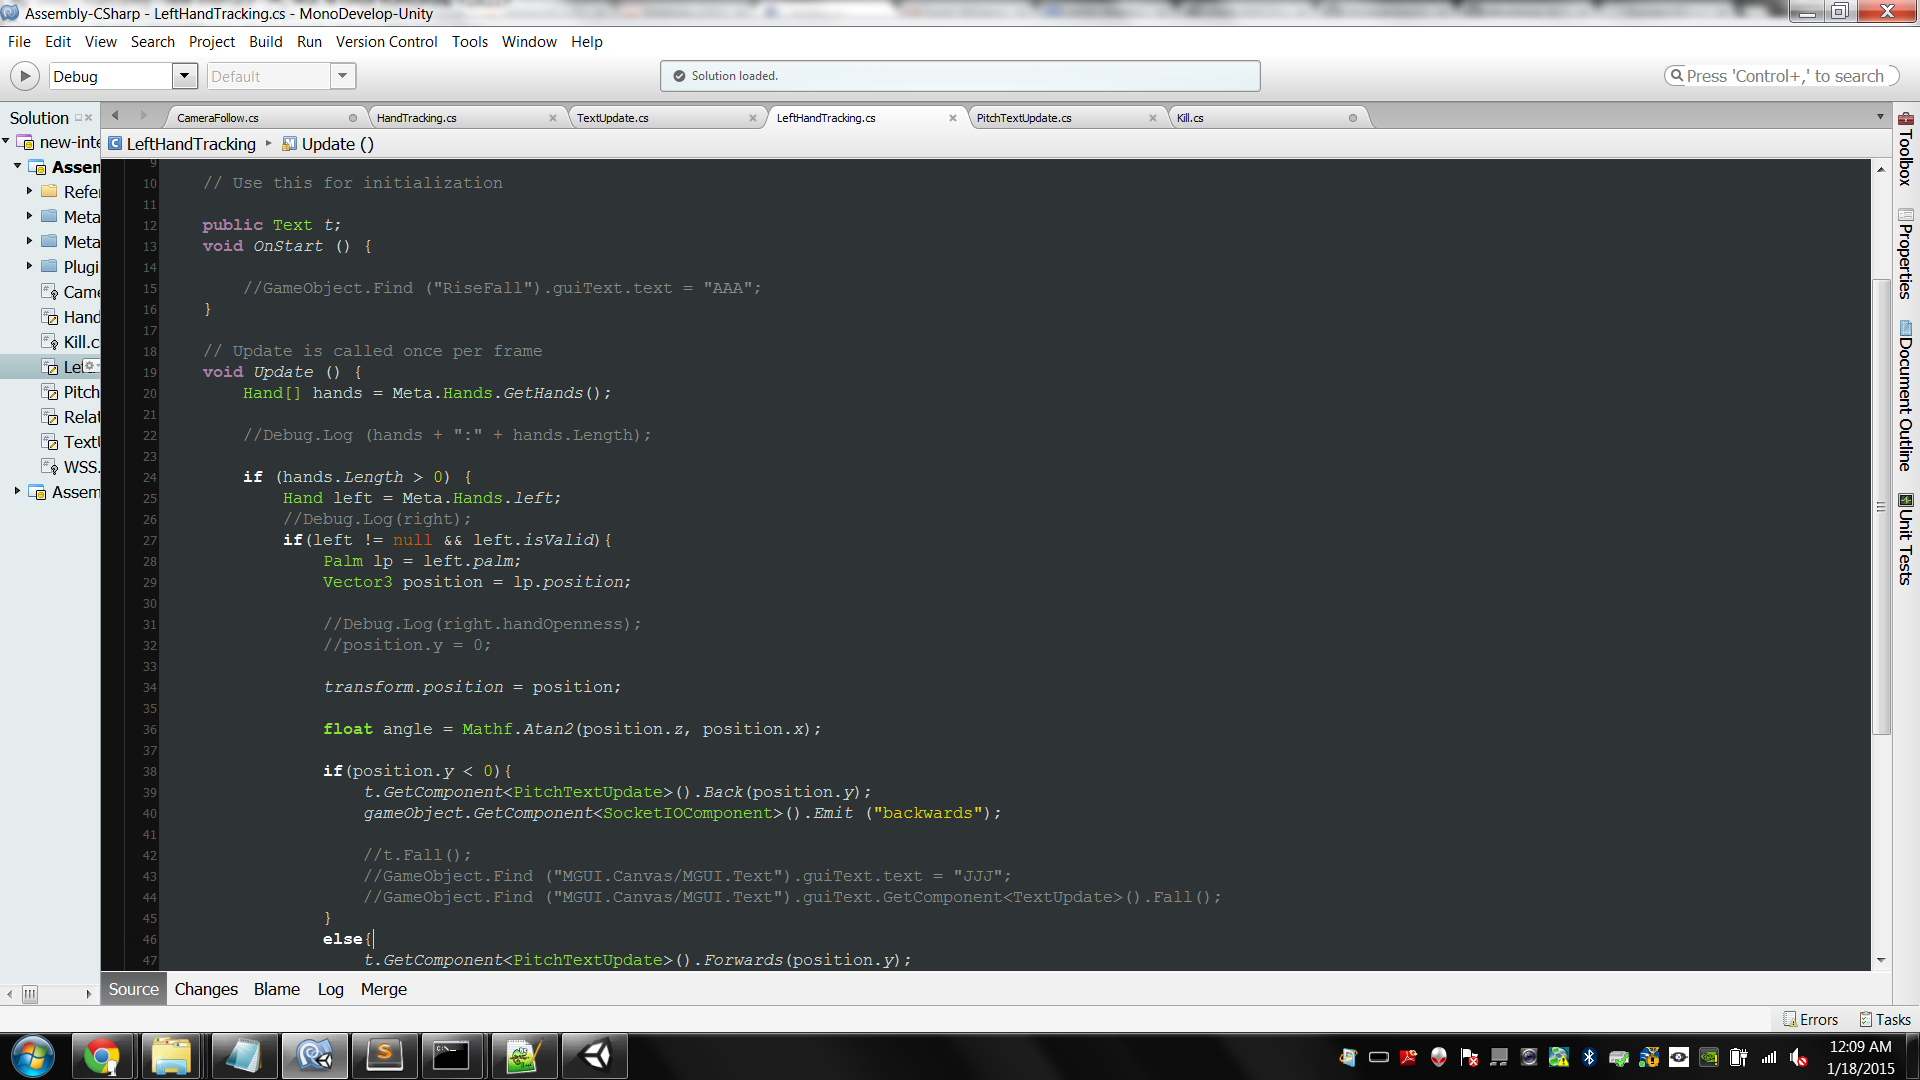 Assembly-CSharp - LeftHandTracking.cs - MonoDevelop-Unity
File Edit View Search Project Build Run Version Control Tools Window Help
Debug Default Solution loaded. Press 'Control+,' to search
Solution CameraFollow.cs HandTracking.cs TextUpdate.cs LeftHandTracking.cs PitchTextUpdate.cs Kill.cs
LeftHandTracking Update ()
new-inte
Assen
Refer
Meta
Meta
Plugi
Came
Hand
Kill.c
Left
Pitch
Relat
TextU
WSS.
Assem
9
10 // Use this for initialization
11
12 public Text t;
13 void OnStart () {
14
15 //GameObject.Find ("RiseFall").guiText.text = "AAA";
16 }
17
18 // Update is called once per frame
19 void Update () {
20 Hand[] hands = Meta.Hands.GetHands();
21
22 //Debug.Log (hands + ":" + hands.Length);
23
24 if (hands.Length > 0) {
25 Hand left = Meta.Hands.left;
26 //Debug.Log(right);
27 if(left != null && left.isValid){
28 Palm lp = left.palm;
29 Vector3 position = lp.position;
30
31 //Debug.Log(right.handOpenness);
32 //position.y = 0;
33
34 transform.position = position;
35
36 float angle = Mathf.Atan2(position.z, position.x);
37
38 if(position.y < 0){
39 t.GetComponent<PitchTextUpdate>().Back(position.y);
40 gameObject.GetComponent<SocketIOComponent>().Emit ("backwards");
41
42 //t.Fall();
43 //GameObject.Find ("MGUI.Canvas/MGUI.Text").guiText.text = "JJJ";
44 //GameObject.Find ("MGUI.Canvas/MGUI.Text").guiText.GetComponent<TextUpdate>().Fall();
45 }
46 else{
47 t.GetComponent<PitchTextUpdate>().Forwards(position.y);
Toolbox
Properties
Document Outline
Unit Tests
Source Changes Blame Log Merge
Errors Tasks
12:09 AM
1/18/2015